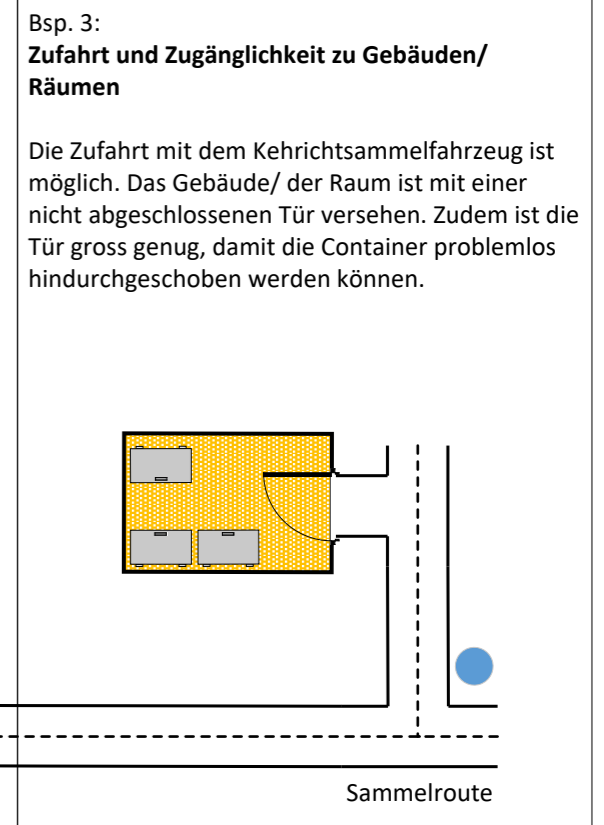 Bsp. 3:
Zufahrt und Zugänglichkeit zu Gebäuden/
Räumen
Die Zufahrt mit dem Kehrichtsammelfahrzeug ist
möglich. Das Gebäude/ der Raum ist mit einer
nicht abgeschlossenen Tür versehen. Zudem ist die
Tür gross genug, damit die Container problemlos
hindurchgeschoben werden können.
Sammelroute